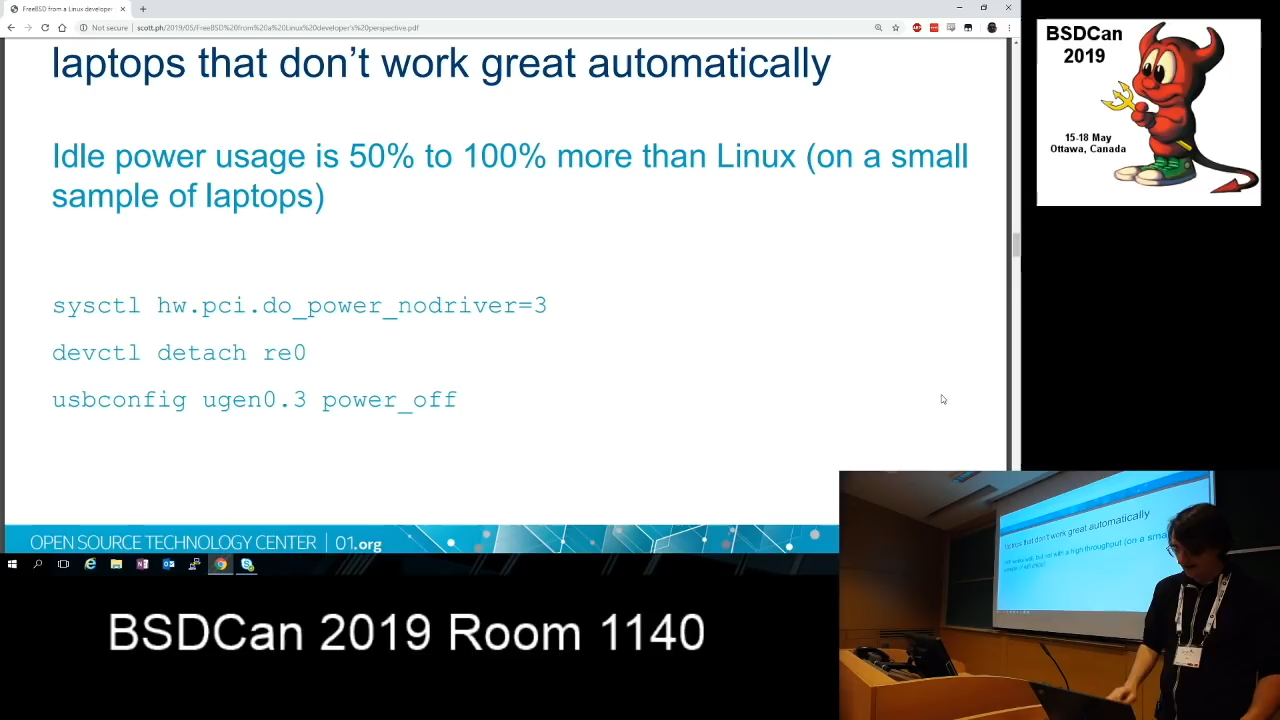 FreeBSD from a Linux developer
Not secure
scott.ph/2019/05/FreeBSD%20from%20a%20Linux%20developer's%20perspective.pdf
laptops that don't work great automatically
Idle power usage is 50% to 100% more than Linux (on a small
sample of laptops)
sysctl hw.pci.do_power_nodriver=3
devctl detach re0
usbconfig ugen0.3 power_off
OPEN SOURCE TECHNOLOGY CENTER | 01.org
BSDCan 2019 Room 1140
BSDCan
2019
15-18 May
Ottawa, Canada
laptops that don't work great automatically